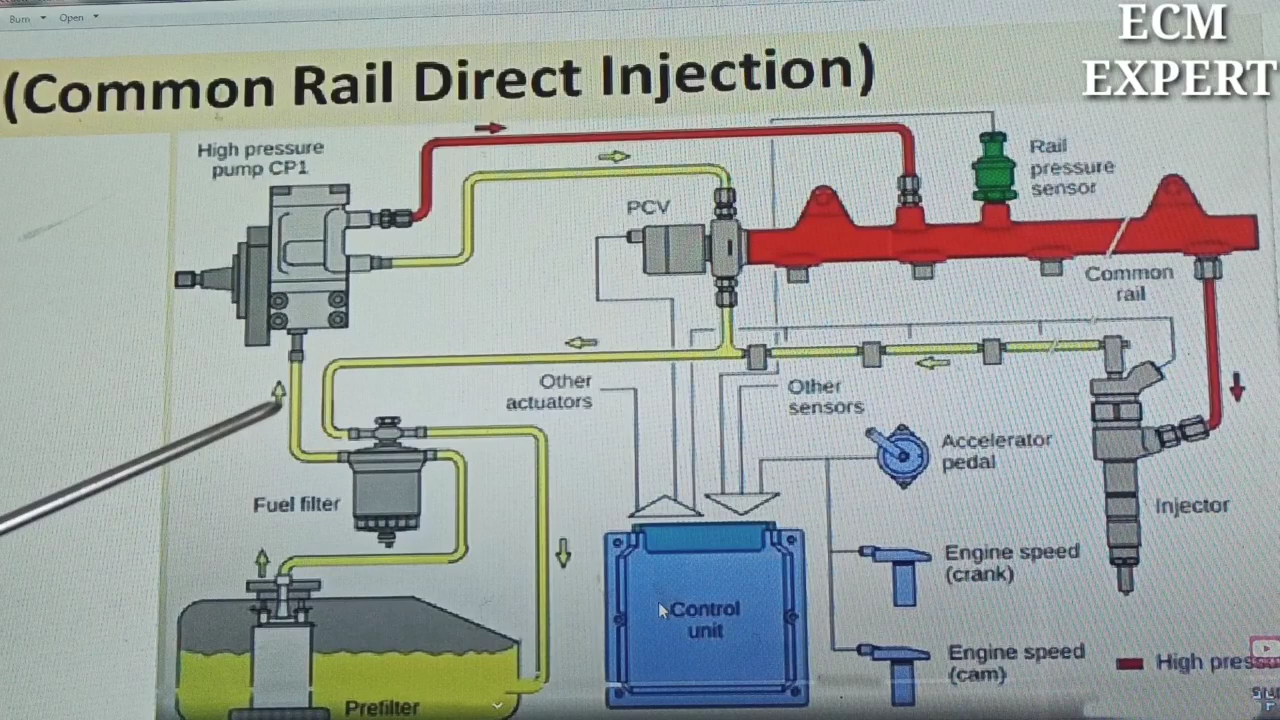 Burn Open
ECM
EXPERT
(Common Rail Direct Injection)
High pressure
pump CP1
Rail
pressure
sensor
PCV
Common
rail
Other
actuators
Other
sensors
Accelerator
pedal
Fuel filter
Injector
Engine speed
(crank)
Control
unit
Engine speed
(cam)
High
Prefilter